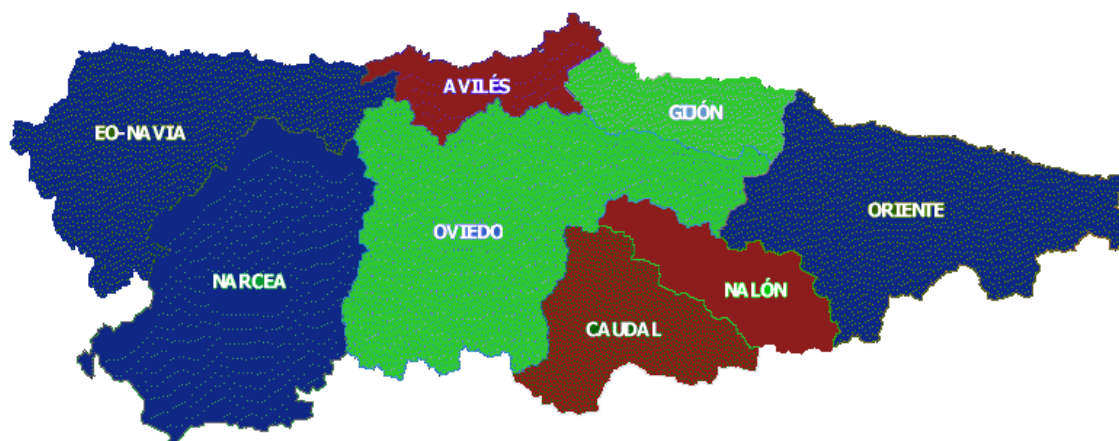 AVILÉS
GIJÓN
EO-NAVIA
ORIENTE
OVIEDO
NARCEA
NALÓN
CAUDAL